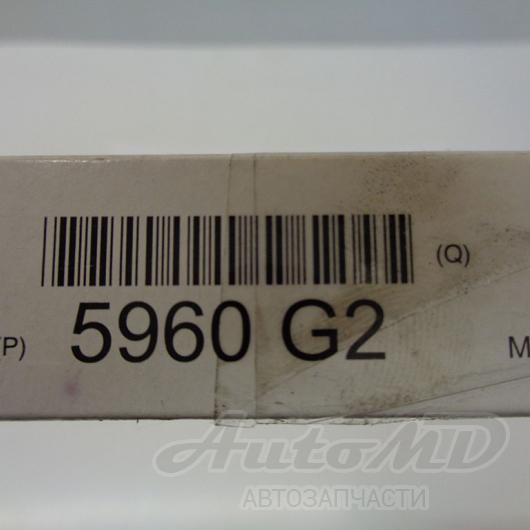 (Q)
P) 5960 G2 M
AutoMD
АВТОЗАПЧАСТИ